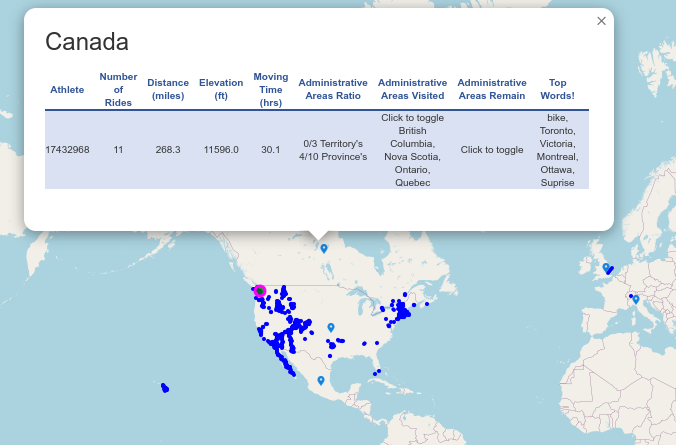 ×
Canada
Athlete
Number
of
Rides
Distance
(miles)
Elevation
(ft)
Moving
Time
(hrs)
Administrative
Areas Ratio
Administrative
Areas Visited
Administrative
Areas Remain
Top
Words!
17432968
11
268.3
11596.0
30.1
0/3 Territory's
4/10 Province's
Click to toggle
British
Columbia,
Nova Scotia,
Ontario,
Quebec
Click to toggle
bike,
Toronto,
Victoria,
Montreal,
Ottawa,
Suprise